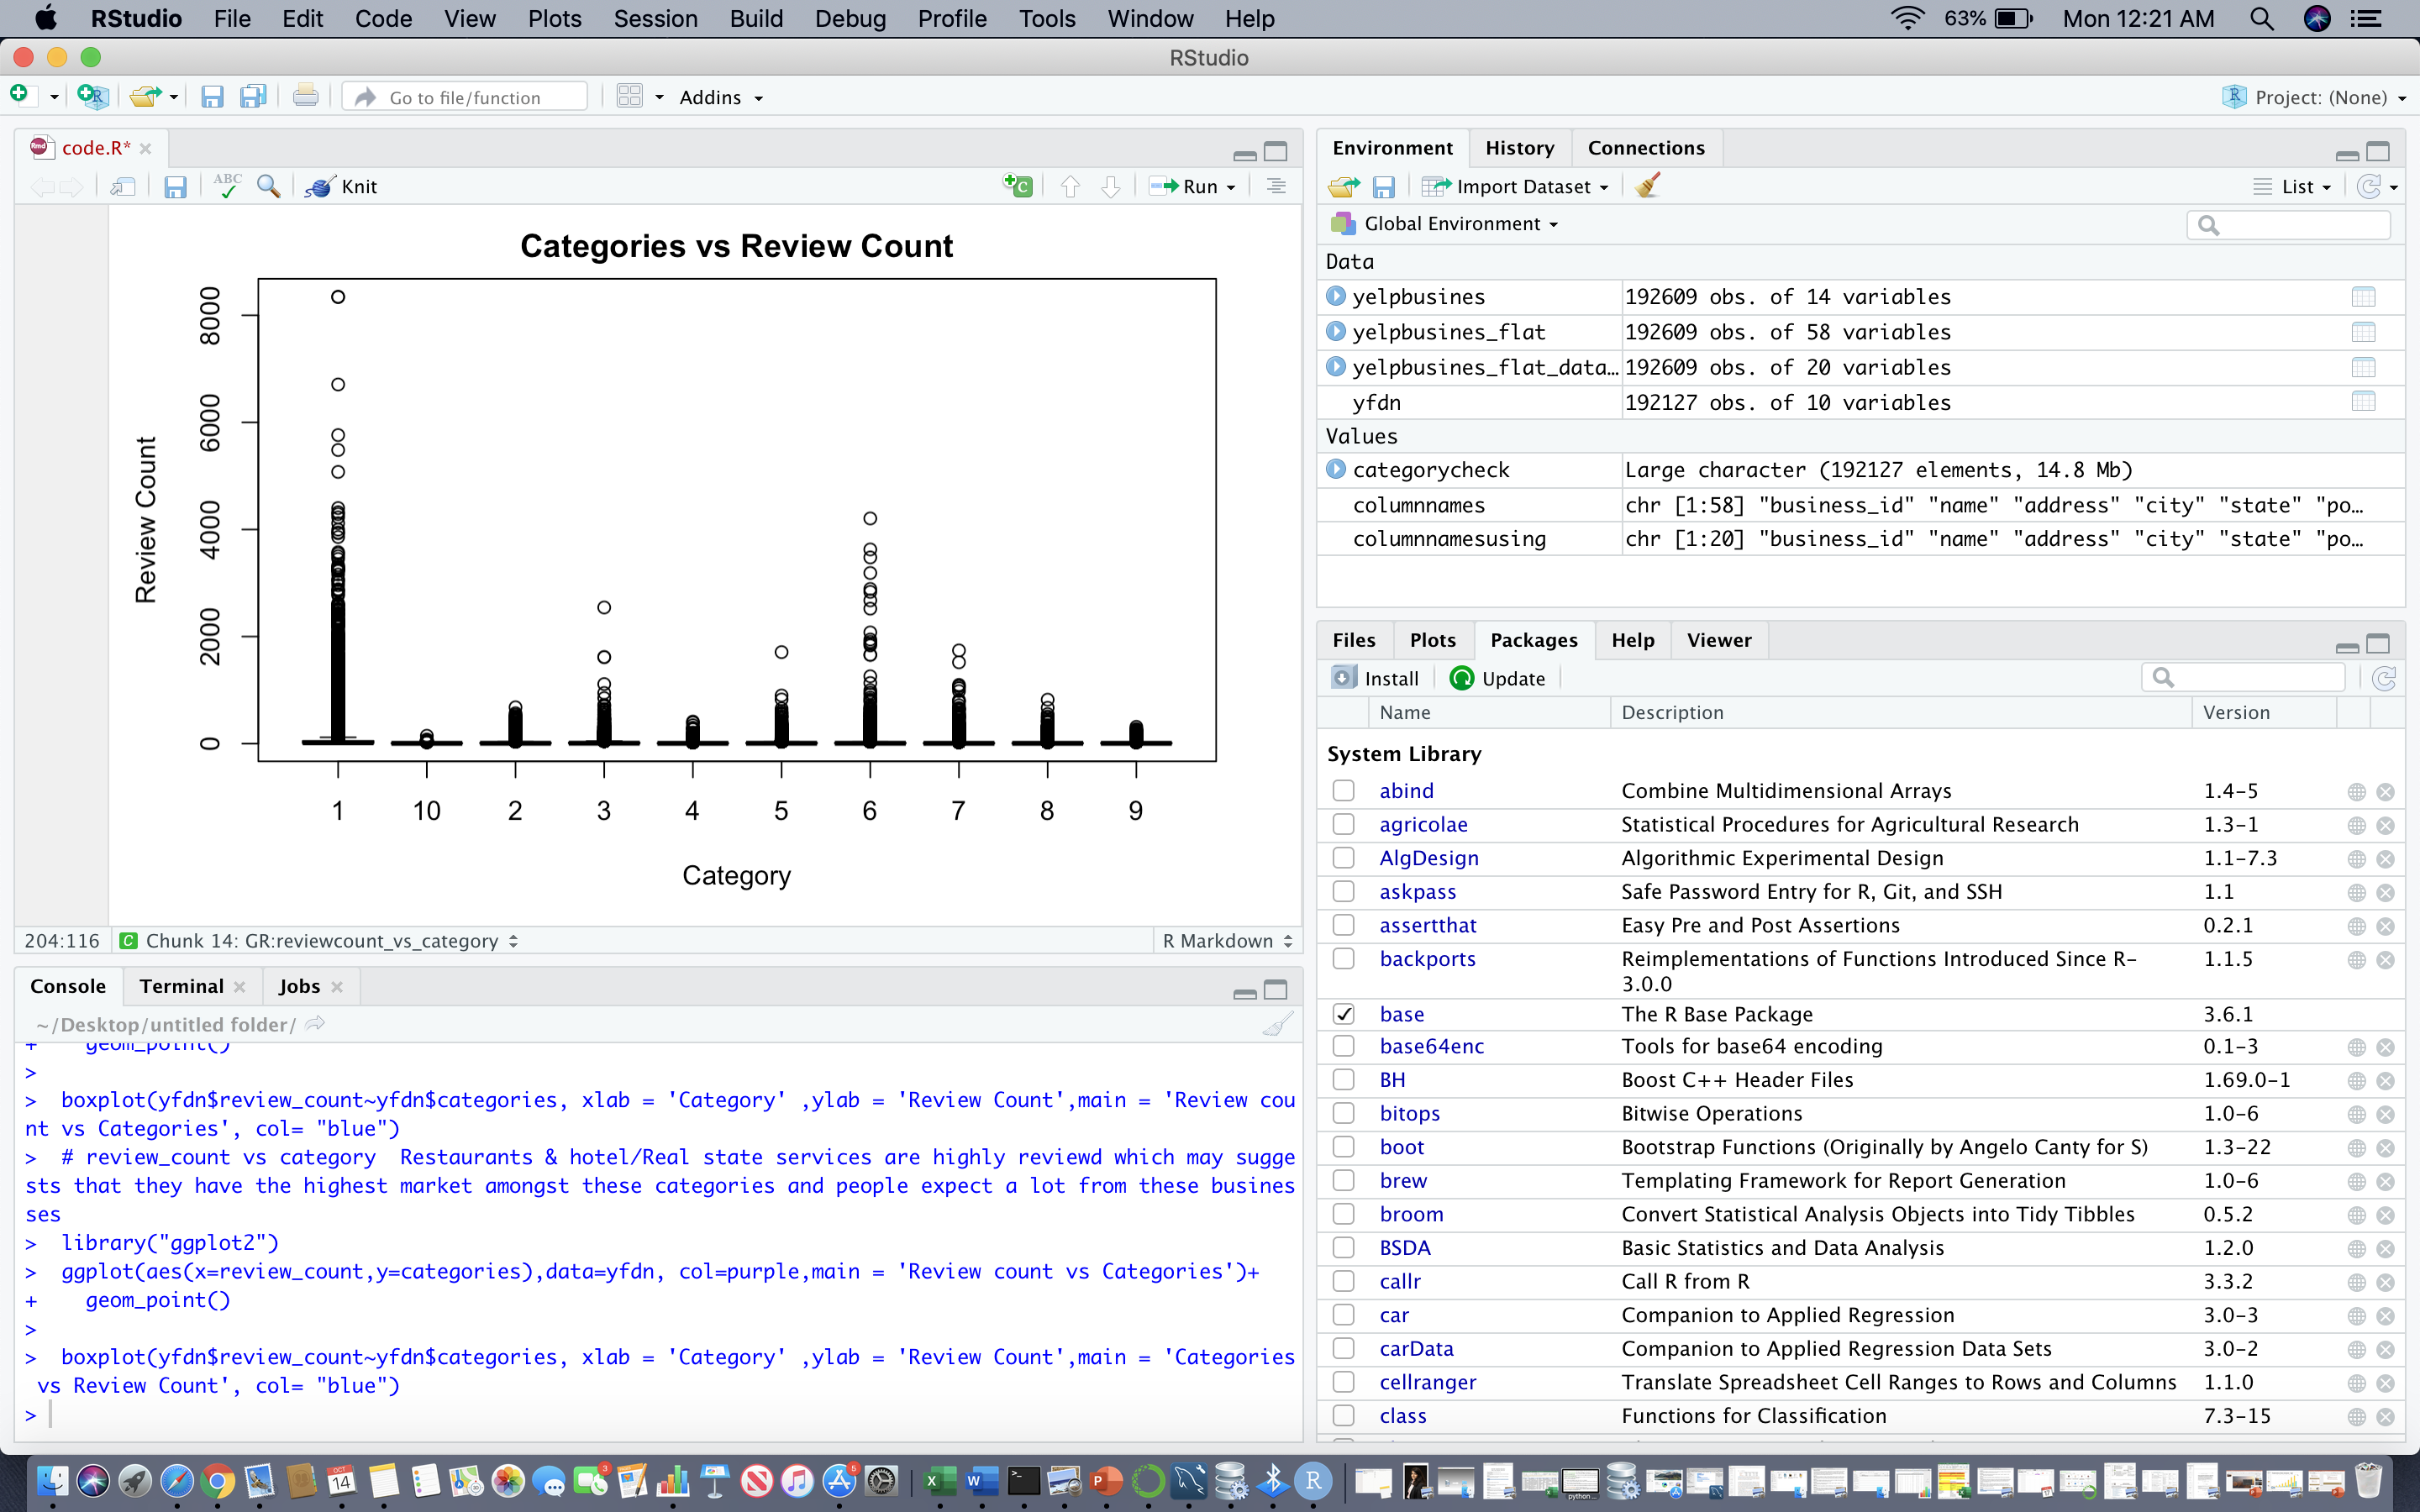 RStudio File Edit Code View Plots Session Build Debug Profile Tools Window Help 63% Mon 12:21 AM
RStudio
Go to file/function Addins Project: (None)
code.R*
ABC Knit Run
Categories vs Review Count
Review Count
8000
6000
4000
2000
0
1 10 2 3 4 5 6 7 8 9
Category
204:116 C Chunk 14: GR:reviewcount_vs_category R Markdown
Console Terminal Jobs
~/Desktop/untitled folder/
+ geom_point()
>
> boxplot(yfdn$review_count~yfdn$categories, xlab = 'Category' ,ylab = 'Review Count',main = 'Review cou
nt vs Categories', col= "blue")
> # review_count vs category  Restaurants & hotel/Real state services are highly reviewd which may sugge
sts that they have the highest market amongst these categories and people expect a lot from these busines
ses
> library("ggplot2")
> ggplot(aes(x=review_count,y=categories),data=yfdn, col=purple,main = 'Review count vs Categories')+
+ geom_point()
>
> boxplot(yfdn$review_count~yfdn$categories, xlab = 'Category' ,ylab = 'Review Count',main = 'Categories
vs Review Count', col= "blue")
>
Environment History Connections
Import Dataset List
Global Environment
Data
yelpbusines 192609 obs. of 14 variables
yelpbusines_flat 192609 obs. of 58 variables
yelpbusines_flat_data… 192609 obs. of 20 variables
yfdn 192127 obs. of 10 variables
Values
categorycheck Large character (192127 elements, 14.8 Mb)
columnnames chr [1:58] "business_id" "name" "address" "city" "state" "po…
columnnamesusing chr [1:20] "business_id" "name" "address" "city" "state" "po…
Files Plots Packages Help Viewer
Install Update
Name Description Version
System Library
abind Combine Multidimensional Arrays 1.4-5
agricolae Statistical Procedures for Agricultural Research 1.3-1
AlgDesign Algorithmic Experimental Design 1.1-7.3
askpass Safe Password Entry for R, Git, and SSH 1.1
assertthat Easy Pre and Post Assertions 0.2.1
backports Reimplementations of Functions Introduced Since R- 1.1.5
3.0.0
base The R Base Package 3.6.1
base64enc Tools for base64 encoding 0.1-3
BH Boost C++ Header Files 1.69.0-1
bitops Bitwise Operations 1.0-6
boot Bootstrap Functions (Originally by Angelo Canty for S) 1.3-22
brew Templating Framework for Report Generation 1.0-6
broom Convert Statistical Analysis Objects into Tidy Tibbles 0.5.2
BSDA Basic Statistics and Data Analysis 1.2.0
callr Call R from R 3.3.2
car Companion to Applied Regression 3.0-3
carData Companion to Applied Regression Data Sets 3.0-2
cellranger Translate Spreadsheet Cell Ranges to Rows and Columns 1.1.0
class Functions for Classification 7.3-15
OCT
14 3 5 X W P R python